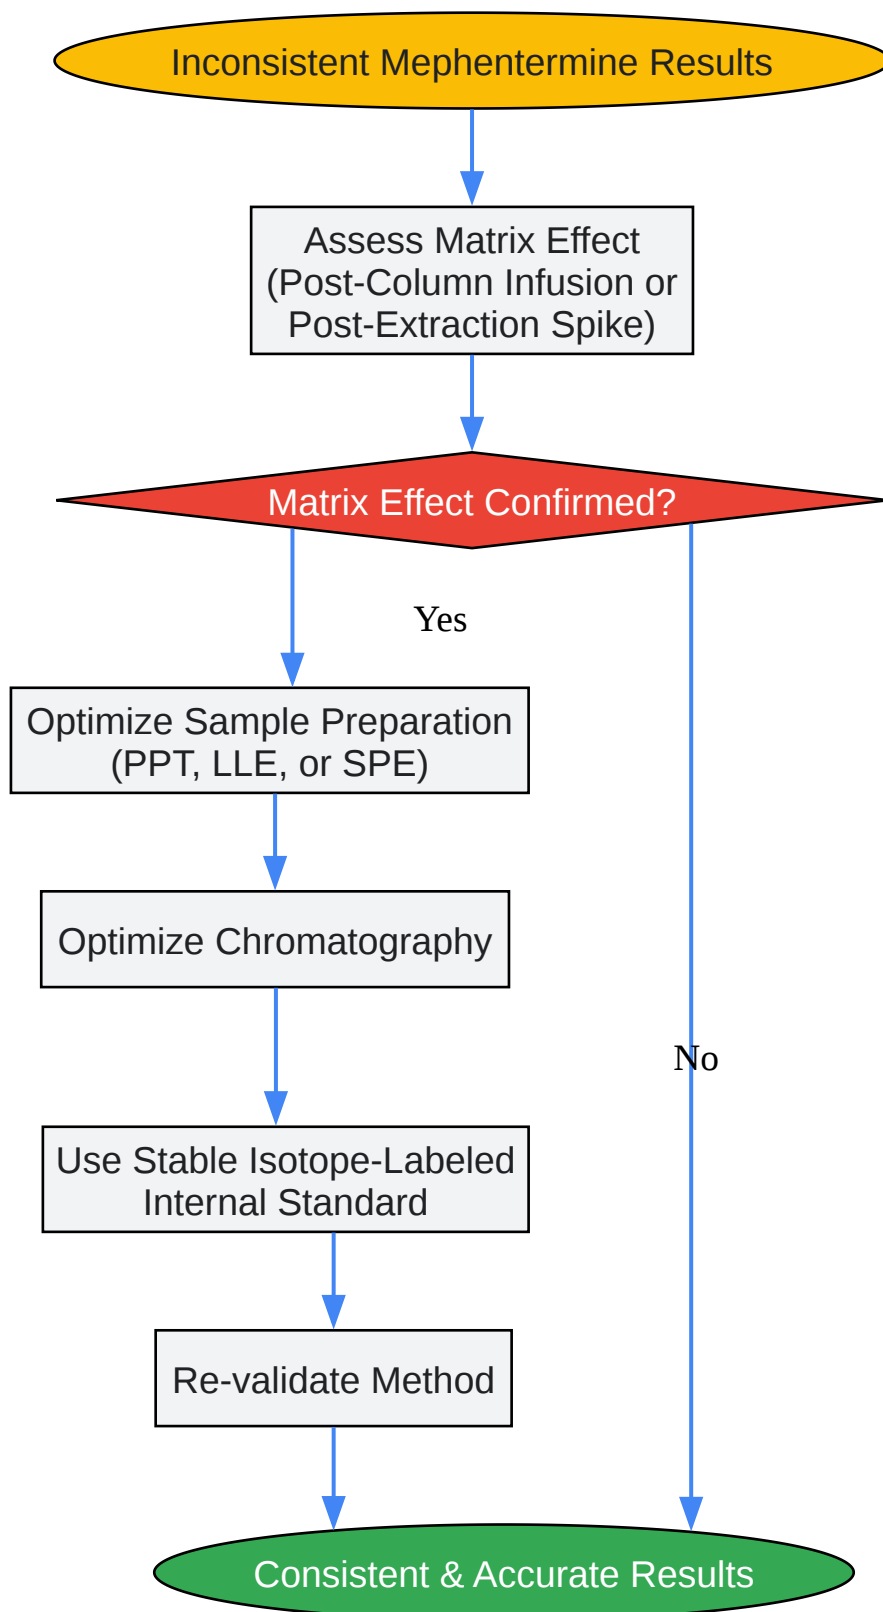 Inconsistent Mephentermine Results
Assess Matrix Effect
(Post-Column Infusion or
Post-Extraction Spike)
Matrix Effect Confirmed?
Yes
Optimize Sample Preparation
(PPT, LLE, or SPE)
Optimize Chromatography
No
Use Stable Isotope-Labeled
Internal Standard
Re-validate Method
Consistent & Accurate Results